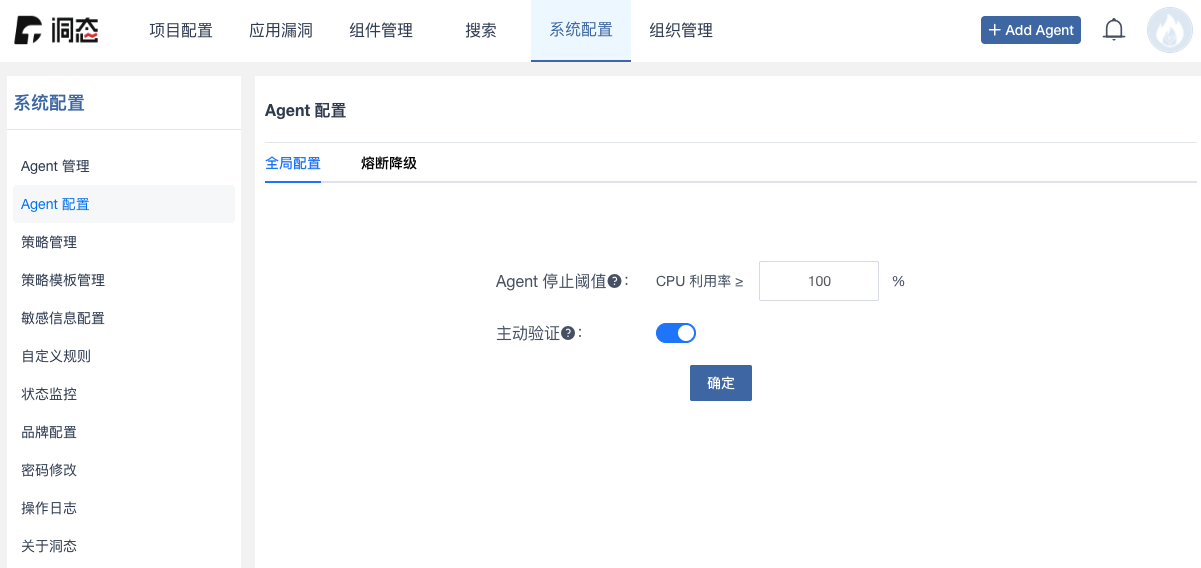 洞态 项目配置 应用漏洞 组件管理 搜索 系统配置 组织管理 + Add Agent
系统配置
Agent 管理
Agent 配置
策略管理
策略模板管理
敏感信息配置
自定义规则
状态监控
品牌配置
密码修改
操作日志
关于洞态
Agent 配置
全局配置 熔断降级
Agent 停止阈值?: CPU 利用率 ≥ 100 %
主动验证?:
确定